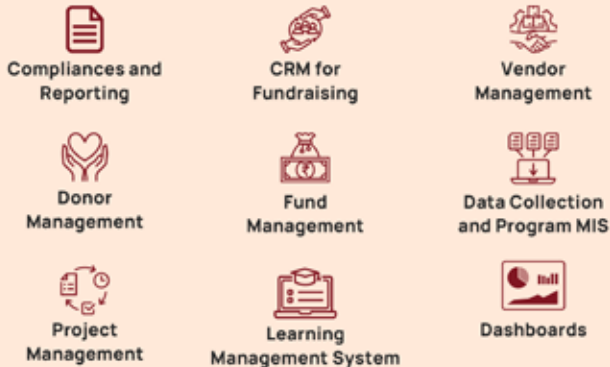 Compliances and
Reporting
CRM for
Fundraising
Vendor
Management
Donor
Management
Fund
Management
Data Collection
and Program MIS
Project
Management
Learning
Management System
Dashboards